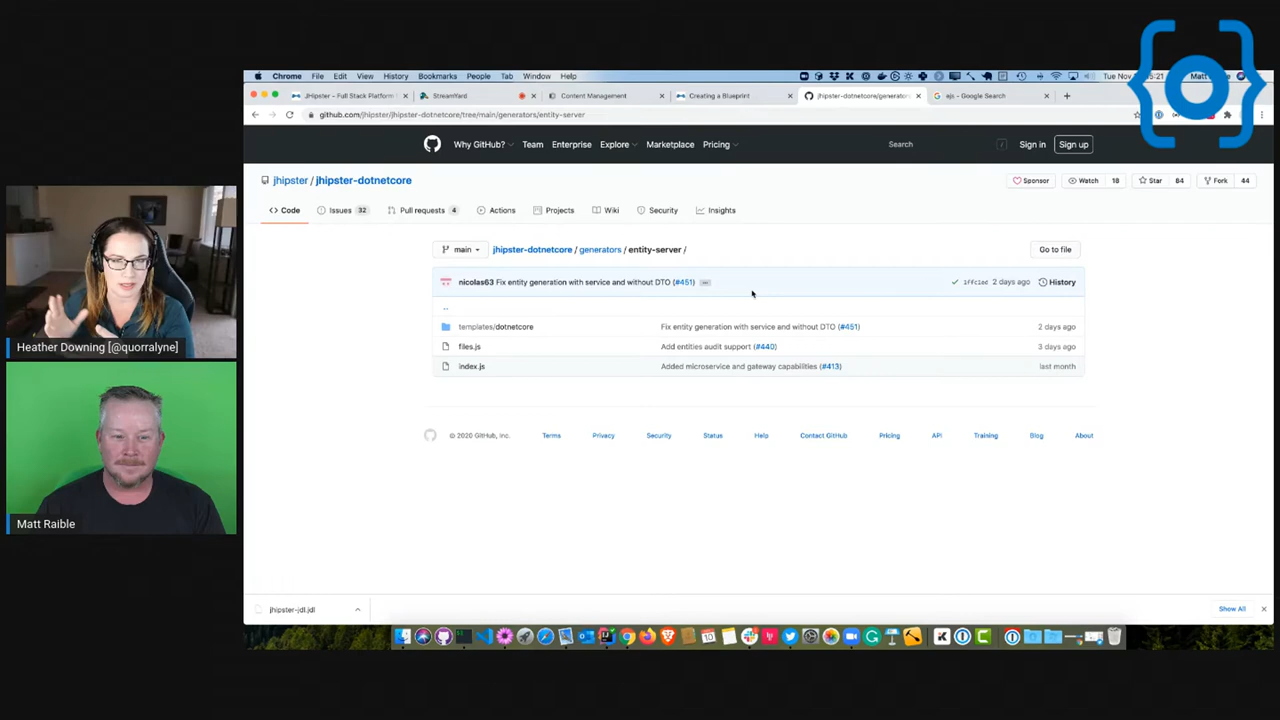 Chrome File Edit View History Bookmarks People Tab Window Help
JHipster - Full Stack Platform
StreamYard
Content Management
Creating a Blueprint
jhipster-dotnetcore/generators
ejs - Google Search
github.com/jhipster/jhipster-dotnetcore/tree/main/generators/entity-server
Why GitHub? Team Enterprise Explore Marketplace Pricing
Search / Sign in Sign up
jhipster / jhipster-dotnetcore
Sponsor Watch 18 Star 84 Fork 44
Code Issues 32 Pull requests 4 Actions Projects Wiki Security Insights
main jhipster-dotnetcore / generators / entity-server / Go to file
nicolas63 Fix entity generation with service and without DTO (#451) ... 2 days ago History
..
templates/dotnetcore Fix entity generation with service and without DTO (#451) 2 days ago
files.js Add entities audit support (#440) 3 days ago
index.js Added microservice and gateway capabilities (#413) last month
© 2020 GitHub, Inc. Terms Privacy Security Status Help Contact GitHub Pricing API Training Blog About
Heather Downing [@quorralyne]
Matt Raible
jhipster-jdl.jdl
Show All